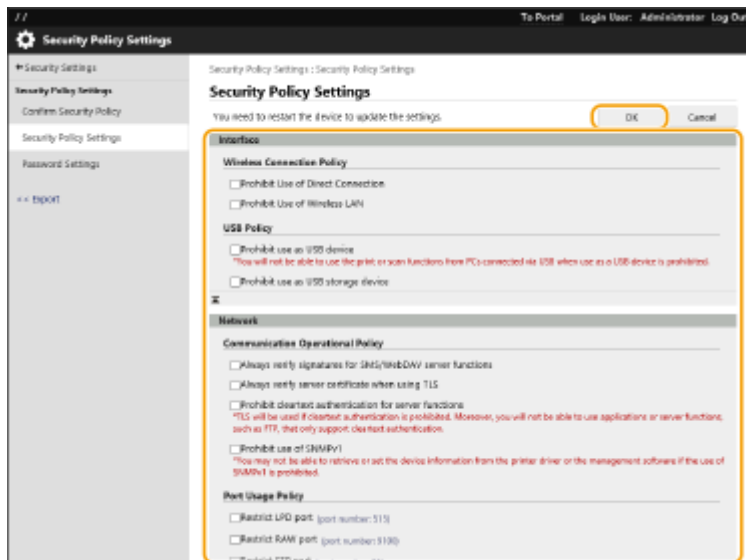 //
To Portal Login User: Administrator Log Ou
Security Policy Settings
Security Settings
Security Policy Settings
Confirm Security Policy
Security Policy Settings
Password Settings
<< Export
Security Policy Settings : Security Policy Settings
Security Policy Settings
You need to restart the device to update the settings.
OK
Cancel
Interface
Wireless Connection Policy
Prohibit Use of Direct Connection
Prohibit Use of Wireless LAN
USB Policy
Prohibit use as USB device
*You will not be able to use the print or scan functions from PCs connected via USB when use as a USB device is prohibited.
Prohibit use as USB storage device
Network
Communication Operational Policy
Always verify signatures for SMS/WebDAV server functions
Always verify server certificate when using TLS
Prohibit cleartext authentication for server functions
*TLS will be used if cleartext authentication is prohibited. Moreover, you will not be able to use applications or server functions,
such as FTP, that only support cleartext authentication.
Prohibit use of SNMPv1
*You may not be able to retrieve or set the device information from the printer driver or the management software if the use of
SNMPv1 is prohibited.
Port Usage Policy
Restrict LPD port (port number: 515)
Restrict RAW port (port number: 9100)